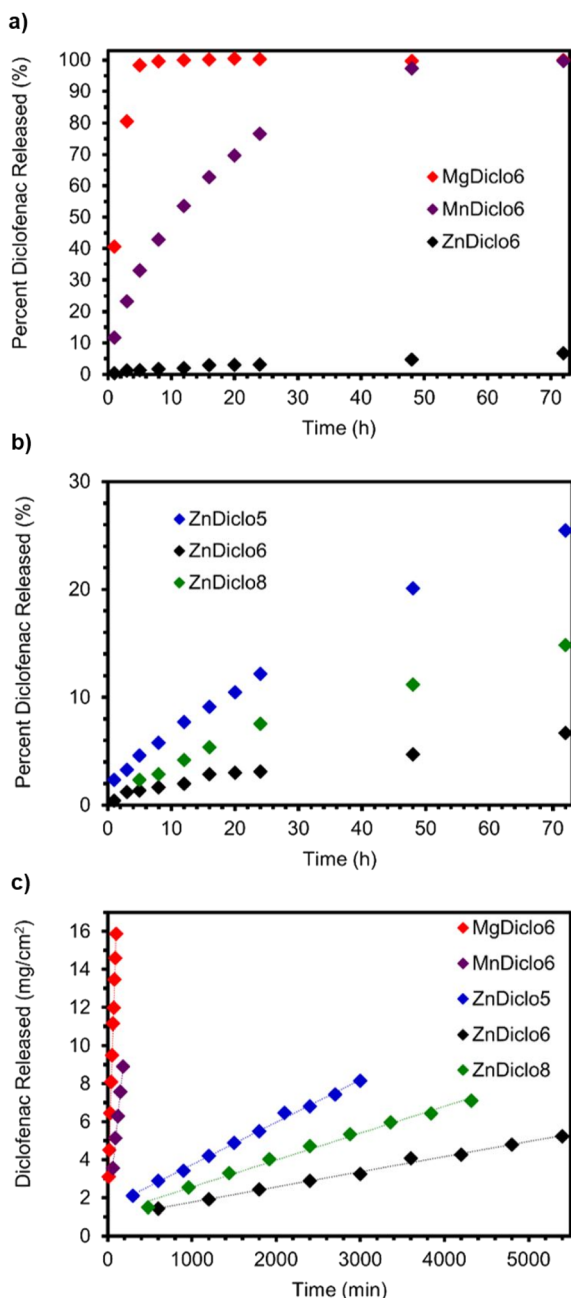 a)
Percent Diclofenac Released (%)
100
90
80
70
60
50
40
30
20
10
0
MgDiclo6
MnDiclo6
ZnDiclo6
0 10 20 30 40 50 60 70
Time (h)
b)
Percent Diclofenac Released (%)
30
20
10
0
ZnDiclo5
ZnDiclo6
ZnDiclo8
0 10 20 30 40 50 60 70
Time (h)
c)
Diclofenac Released (mg/cm²)
16
14
12
10
8
6
4
2
0
MgDiclo6
MnDiclo6
ZnDiclo5
ZnDiclo6
ZnDiclo8
0 1000 2000 3000 4000 5000
Time (min)